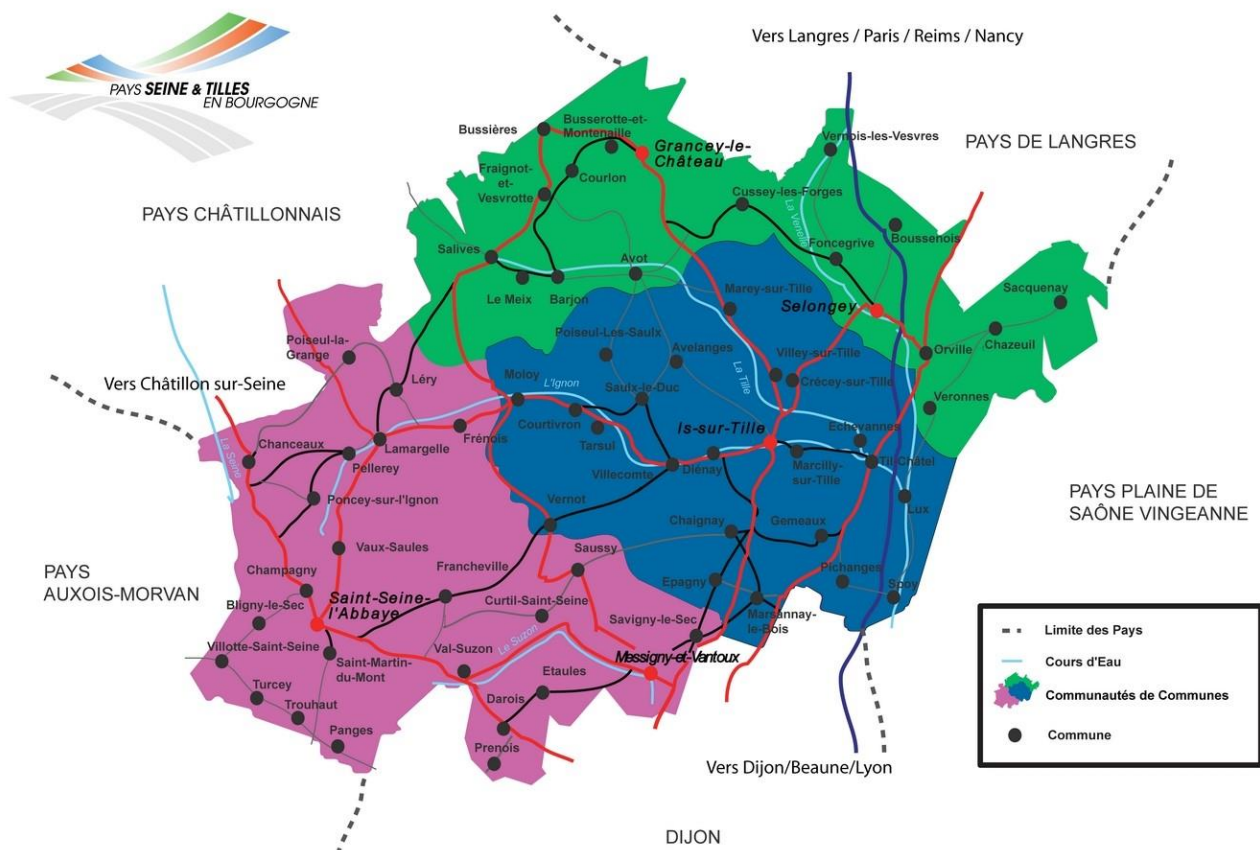 PAYS SEINE & TILLES
EN BOURGOGNE
Vers Langres / Paris / Reims / Nancy
PAYS DE LANGRES
PAYS CHÂTILLONNAIS
Bussières
Busserotte-et-
Montenaille
Grancey-le-
Château
Vernois-les-Vesvres
Fraignot-
et-
Vesvrotte
Courlon
Cussey-les-Forges
La Venelle
Foncegrive
Boussenois
Salives
Avot
Le Meix
Barjon
Marey-sur-Tille
Selongey
Sacquenay
Chazeuil
Orville
Poiseul-la-
Grange
Poiseul-Les-Saulx
Avelanges
Villey-sur-Tille
Crécey-sur-Tille
La Tille
Vers Châtillon sur-Seine
Léry
Moloy
L'Ignon
Saulx-le-Duc
Veronnes
La Seine
Chanceaux
Lamargelle
Frénois
Courtivron
Tarsul
Is-sur-Tille
Echevannes
Pellerey
Villecomte
Diénay
Marcilly-
sur-Tille
Til-Châtel
Poncey-sur-l'Ignon
Vernot
Chaignay
Gemeaux
Lux
PAYS PLAINE DE
SAÔNE VINGEANNE
Vaux-Saules
Saussy
PAYS
AUXOIS-MORVAN
Champagny
Francheville
Epagny
Pichanges
Spoy
Bligny-le-Sec
Saint-Seine-
l'Abbaye
Curtil-Saint-Seine
Savigny-le-Sec
Marsannay-
le-Bois
Villotte-Saint-Seine
Saint-Martin-
du-Mont
Val-Suzon
Le Suzon
Messigny-et-Vantoux
Etaules
Turcey
Trouhaut
Darois
Panges
Prenois
Vers Dijon/Beaune/Lyon
DIJON
Limite des Pays
Cours d'Eau
Communautés de Communes
Commune